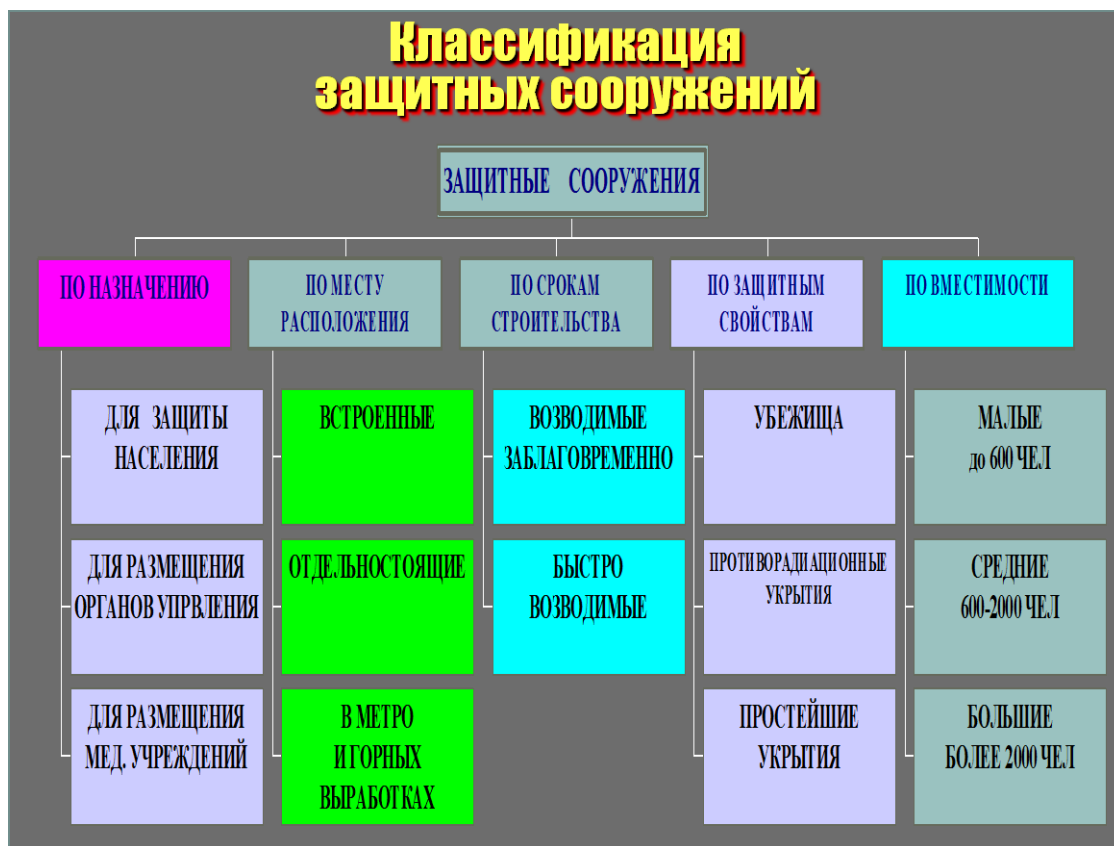 Классификация
защитных сооружений
ЗАЩИТНЫЕ СООРУЖЕНИЯ
ПО НАЗНАЧЕНИЮ
ДЛЯ ЗАЩИТЫ
НАСЕЛЕНИЯ
ДЛЯ РАЗМЕЩЕНИЯ
ОРГАНОВ УПРВЛЕНИЯ
ДЛЯ РАЗМЕЩЕНИЯ
МЕД. УЧРЕЖДЕНИЙ
ПО МЕСТУ
РАСПОЛОЖЕНИЯ
ВСТРОЕННЫЕ
ОТДЕЛЬНОСТОЯЩИЕ
В МЕТРО
И ГОРНЫХ
ВЫРАБОТКАХ
ПО СРОКАМ
СТРОИТЕЛЬСТВА
ВОЗВОДИМЫЕ
ЗАБЛАГОВРЕМЕННО
БЫСТРО
ВОЗВОДИМЫЕ
ПО ЗАЩИТНЫМ
СВОЙСТВАМ
УБЕЖИЩА
ПРОТИВОРАДИАЦИОННЫЕ
УКРЫТИЯ
ПРОСТЕЙШИЕ
УКРЫТИЯ
ПО ВМЕСТИМОСТИ
МАЛЫЕ
до 600 ЧЕЛ
СРЕДНИЕ
600-2000 ЧЕЛ
БОЛЬШИЕ
БОЛЕЕ 2000 ЧЕЛ